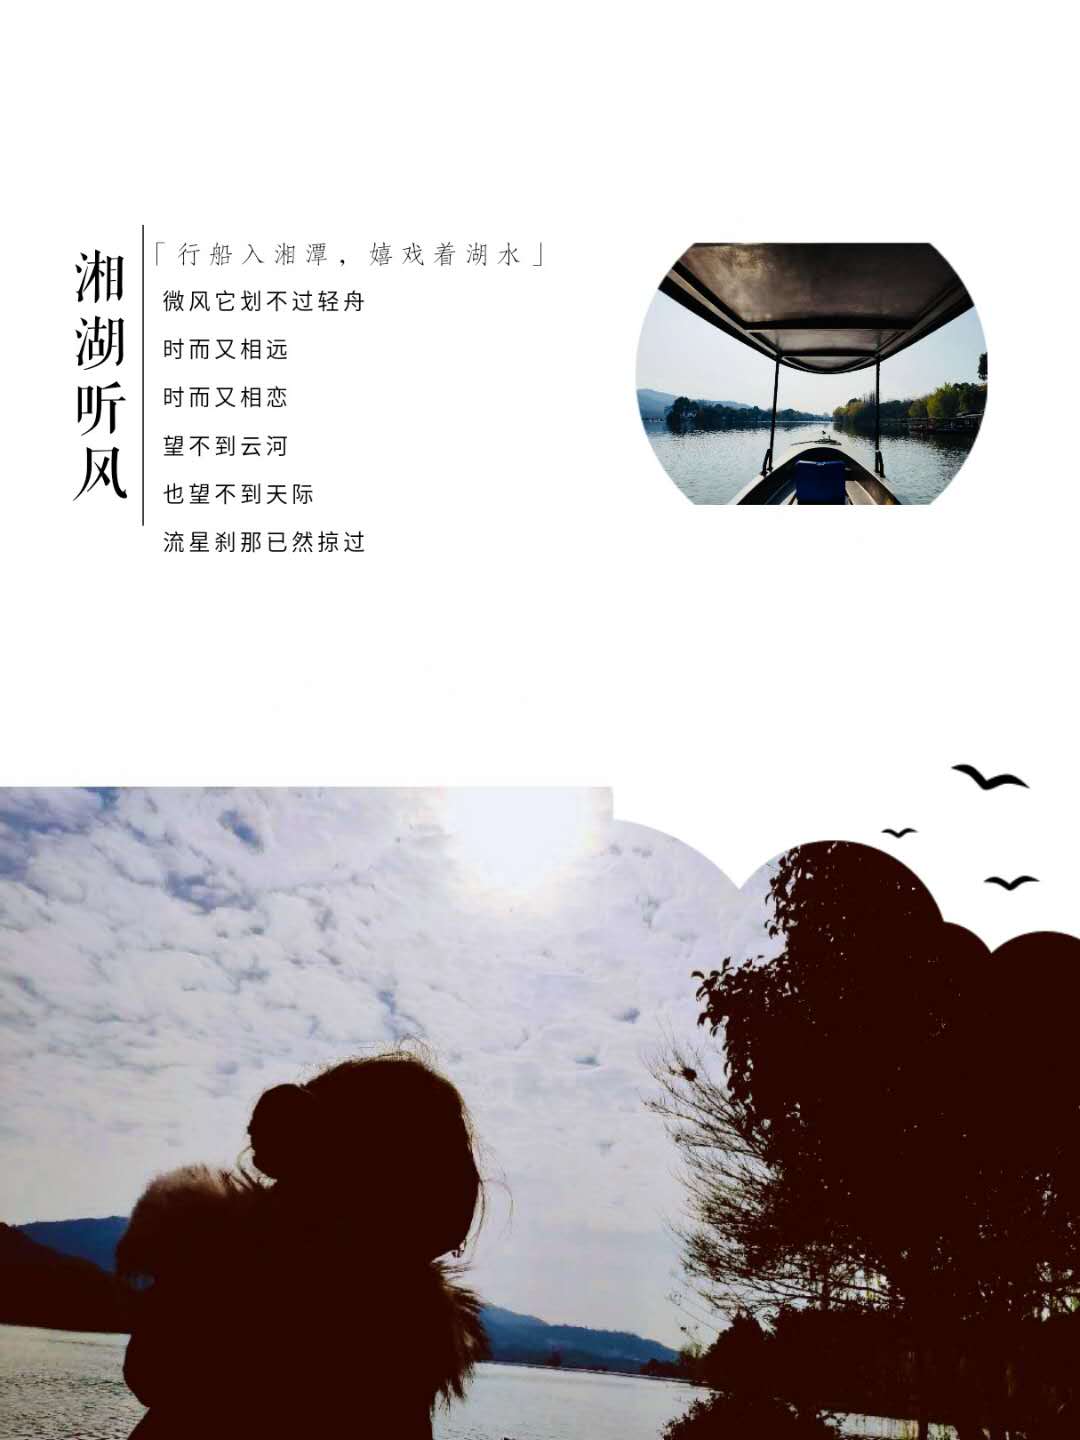 湘湖听风
「行船入湘潭，嬉戏着湖水」
微风它划不过轻舟
时而又相远
时而又相恋
望不到云河
也望不到天际
流星刹那已然掠过